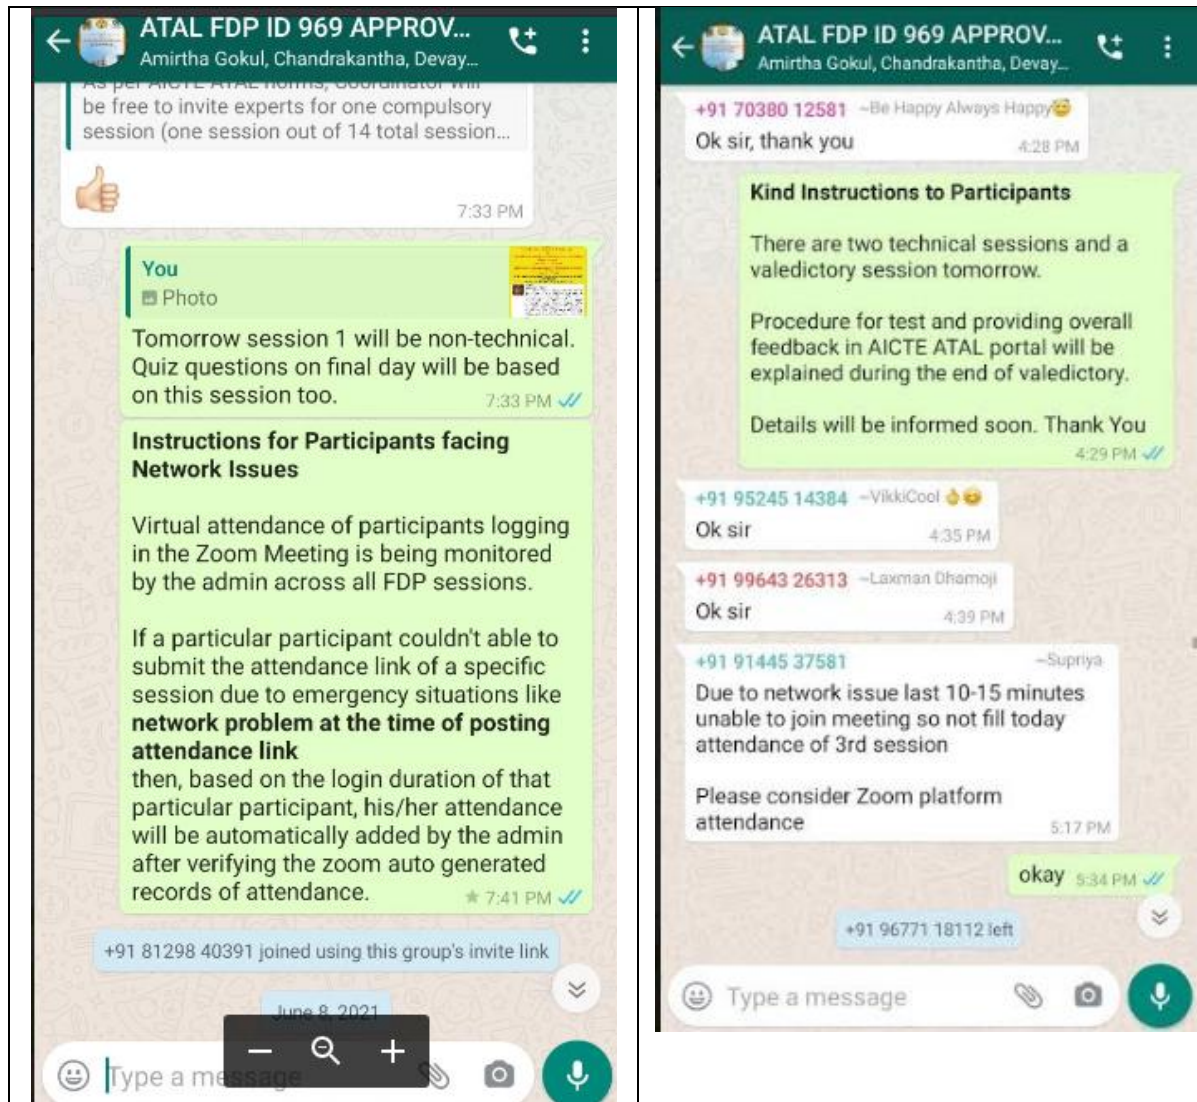 ATAL FDP ID 969 APPROV...
Amirtha Gokul, Chandrakantha, Devay...
As per AICTE ATAL norms, Coordinator will
be free to invite experts for one compulsory
session (one session out of 14 total session...
7:33 PM
You
Photo
Tomorrow session 1 will be non-technical.
Quiz questions on final day will be based
on this session too.
7:33 PM
Instructions for Participants facing
Network Issues
Virtual attendance of participants logging
in the Zoom Meeting is being monitored
by the admin across all FDP sessions.
If a particular participant couldn't able to
submit the attendance link of a specific
session due to emergency situations like
network problem at the time of posting
attendance link
then, based on the login duration of that
particular participant, his/her attendance
will be automatically added by the admin
after verifying the zoom auto generated
records of attendance.
7:41 PM
+91 81298 40391 joined using this group's invite link
June 8, 2021
Type a message
ATAL FDP ID 969 APPROV...
Amirtha Gokul, Chandrakantha, Devay...
+91 70380 12581 ~Be Happy Always Happy😇
Ok sir, thank you
4:28 PM
Kind Instructions to Participants
There are two technical sessions and a
valedictory session tomorrow.
Procedure for test and providing overall
feedback in AICTE ATAL portal will be
explained during the end of valedictory.
Details will be informed soon. Thank You
4:29 PM
+91 95245 14384 ~VikkiCool 👌😊
Ok sir
4:35 PM
+91 99643 26313 ~Laxman Dhamoji
Ok sir
4:39 PM
+91 91445 37581 ~Supriya
Due to network issue last 10-15 minutes
unable to join meeting so not fill today
attendance of 3rd session
Please consider Zoom platform
attendance
5:17 PM
okay 5:34 PM
+91 96771 18112 left
Type a message